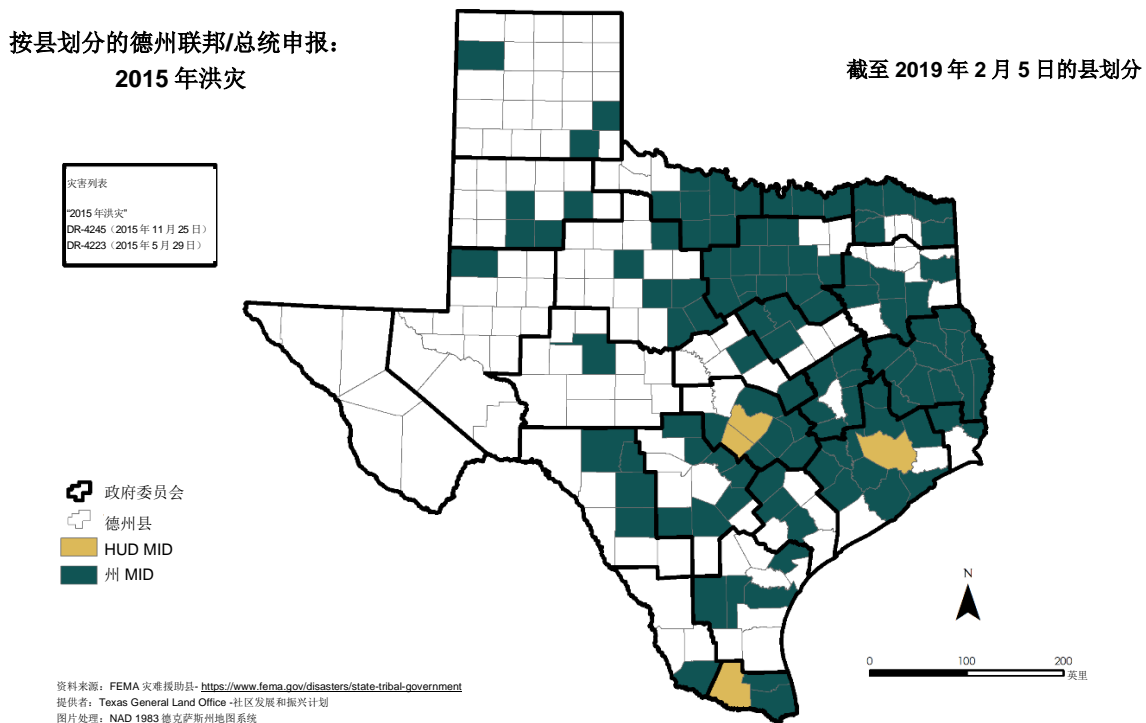 按县划分的德州联邦/总统申报：
2015 年洪灾
截至 2019 年 2 月 5 日的县划分
灾害列表
“2015 年洪灾”
DR-4245（2015 年 11 月 25 日）
DR-4223（2015 年 5 月 29 日）
政府委员会
德州县
HUD MID
州 MID
N
0 100 200
英里
资料来源：FEMA 灾难援助县- https://www.fema.gov/disasters/state-tribal-government
提供者：Texas General Land Office -社区发展和振兴计划
图片处理：NAD 1983 德克萨斯州地图系统